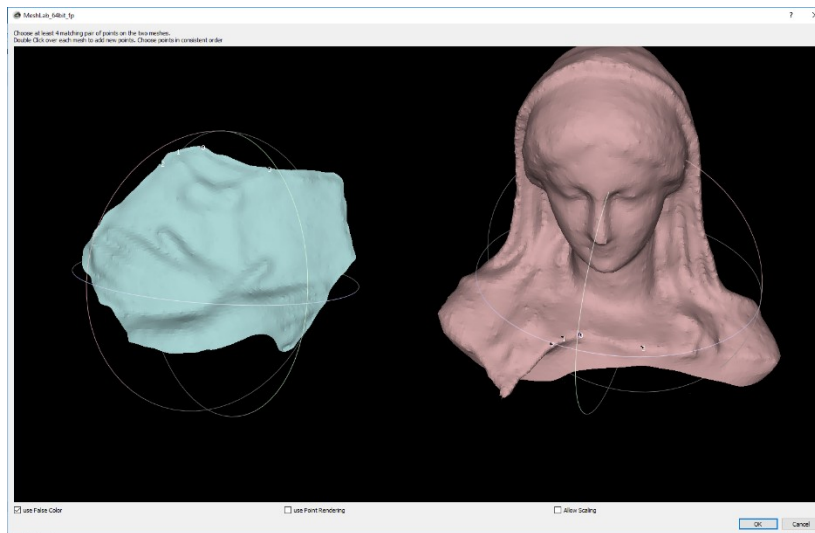 MeshLab_64bit_fp
Choose at least 4 matching pair of points on the two meshes.
Double Click over each mesh to add new points. Choose points in consistent order
use False Color
use Point Rendering
Allow Scaling
OK
Cancel